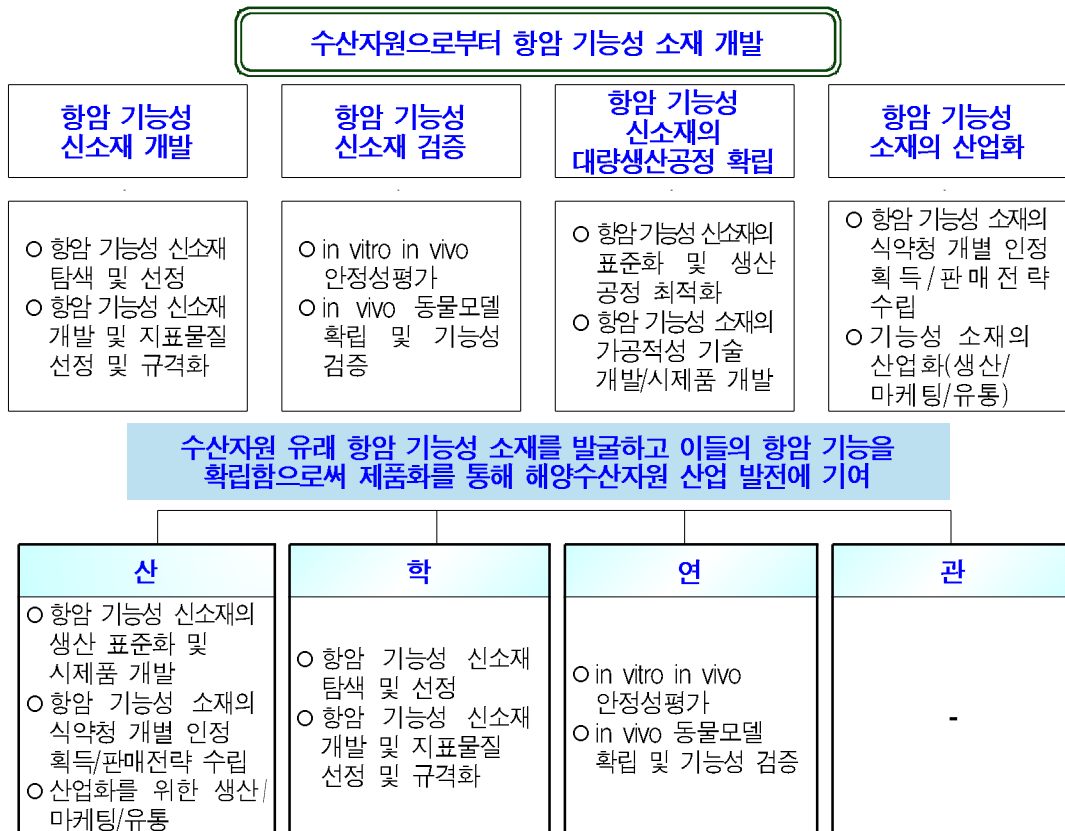 수산자원으로부터 항암 기능성 소재 개발
항암 기능성
신소재 개발
항암 기능성
신소재 검증
항암 기능성
신소재의
대량생산공정 확립
항암 기능성
소재의 산업화
○ 항암 기능성 신소재
탐색 및 선정
○ 항암 기능성 신소재
개발 및 지표물질
선정 및 규격화
○ in vitro in vivo
안정성평가
○ in vivo 동물모델
확립 및 기능성
검증
○ 항암 기능성 신소재의
표준화 및 생산
공정 최적화
○ 항암 기능성 소재의
가공적성 기술
개발/시제품 개발
○ 항암 기능성 소재의
식약청 개별 인정
획득/판매전략
수립
○ 기능성 소재의
산업화(생산/
마케팅/유통)
수산자원 유래 항암 기능성 소재를 발굴하고 이들의 항암 기능을
확립함으로써 제품화를 통해 해양수산자원 산업 발전에 기여
산
○ 항암 기능성 신소재의
생산 표준화 및
시제품 개발
○ 항암 기능성 소재의
식약청 개별 인정
획득/판매전략 수립
○ 산업화를 위한 생산/
마케팅/유통
학
○ 항암 기능성 신소재
탐색 및 선정
○ 항암 기능성 신소재
개발 및 지표물질
선정 및 규격화
연
○ in vitro in vivo
안정성평가
○ in vivo 동물모델
확립 및 기능성 검증
관
-